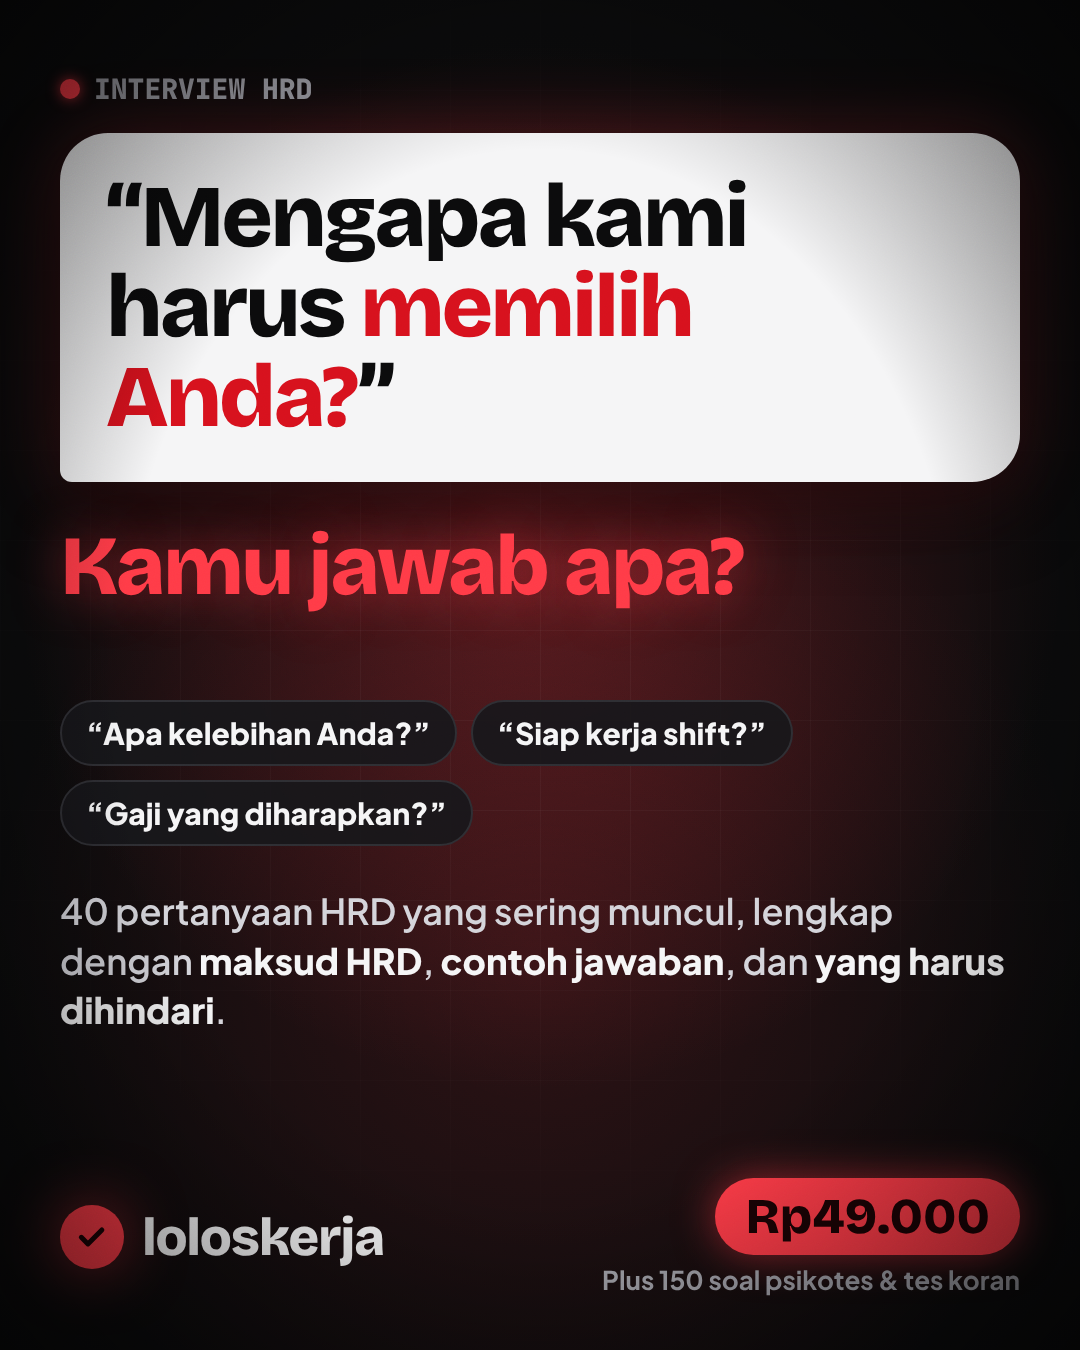 INTERVIEW HRD
“Mengapa kami
harus memilih
Anda?”
Kamu jawab apa?
“Apa kelebihan Anda?”
“Siap kerja shift?”
“Gaji yang diharapkan?”
40 pertanyaan HRD yang sering muncul, lengkap
dengan maksud HRD, contoh jawaban, dan yang harus
dihindari.
loloskerja
Rp49.000
Plus 150 soal psikotes & tes koran